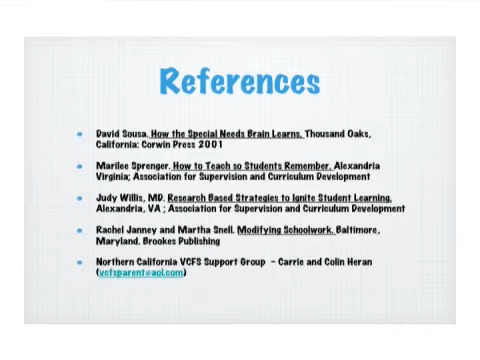 References
David Sousa. How the Special Needs Brain Learns. Thousand Oaks,
California: Corwin Press 2001
Marilee Sprenger. How to Teach so Students Remember. Alexandria
Virginia; Association for Supervision and Curriculum Development
Judy Willis, MD. Research Based Strategies to Ignite Student Learning.
Alexandria, VA ; Association for Supervision and Curriculum Development
Rachel Janney and Martha Snell. Modifying Schoolwork. Baltimore,
Maryland. Brookes Publishing
Northern California VCFS Support Group - Carrie and Colin Heran
(vcfsparent@aol.com)